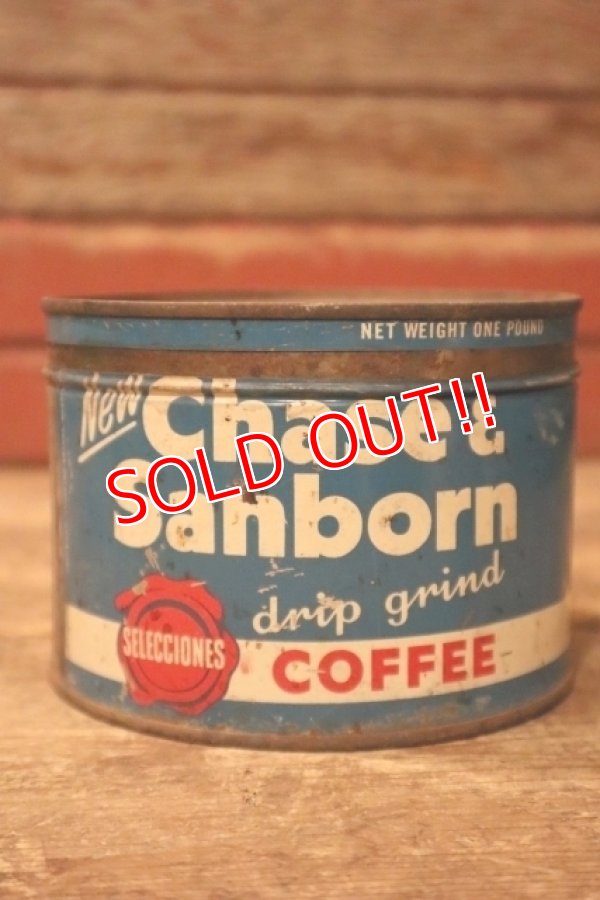 NET WEIGHT ONE POUND
New
Chase &
Sanborn
SOLD OUT!!
drip grind
SELECCIONES
COFFEE